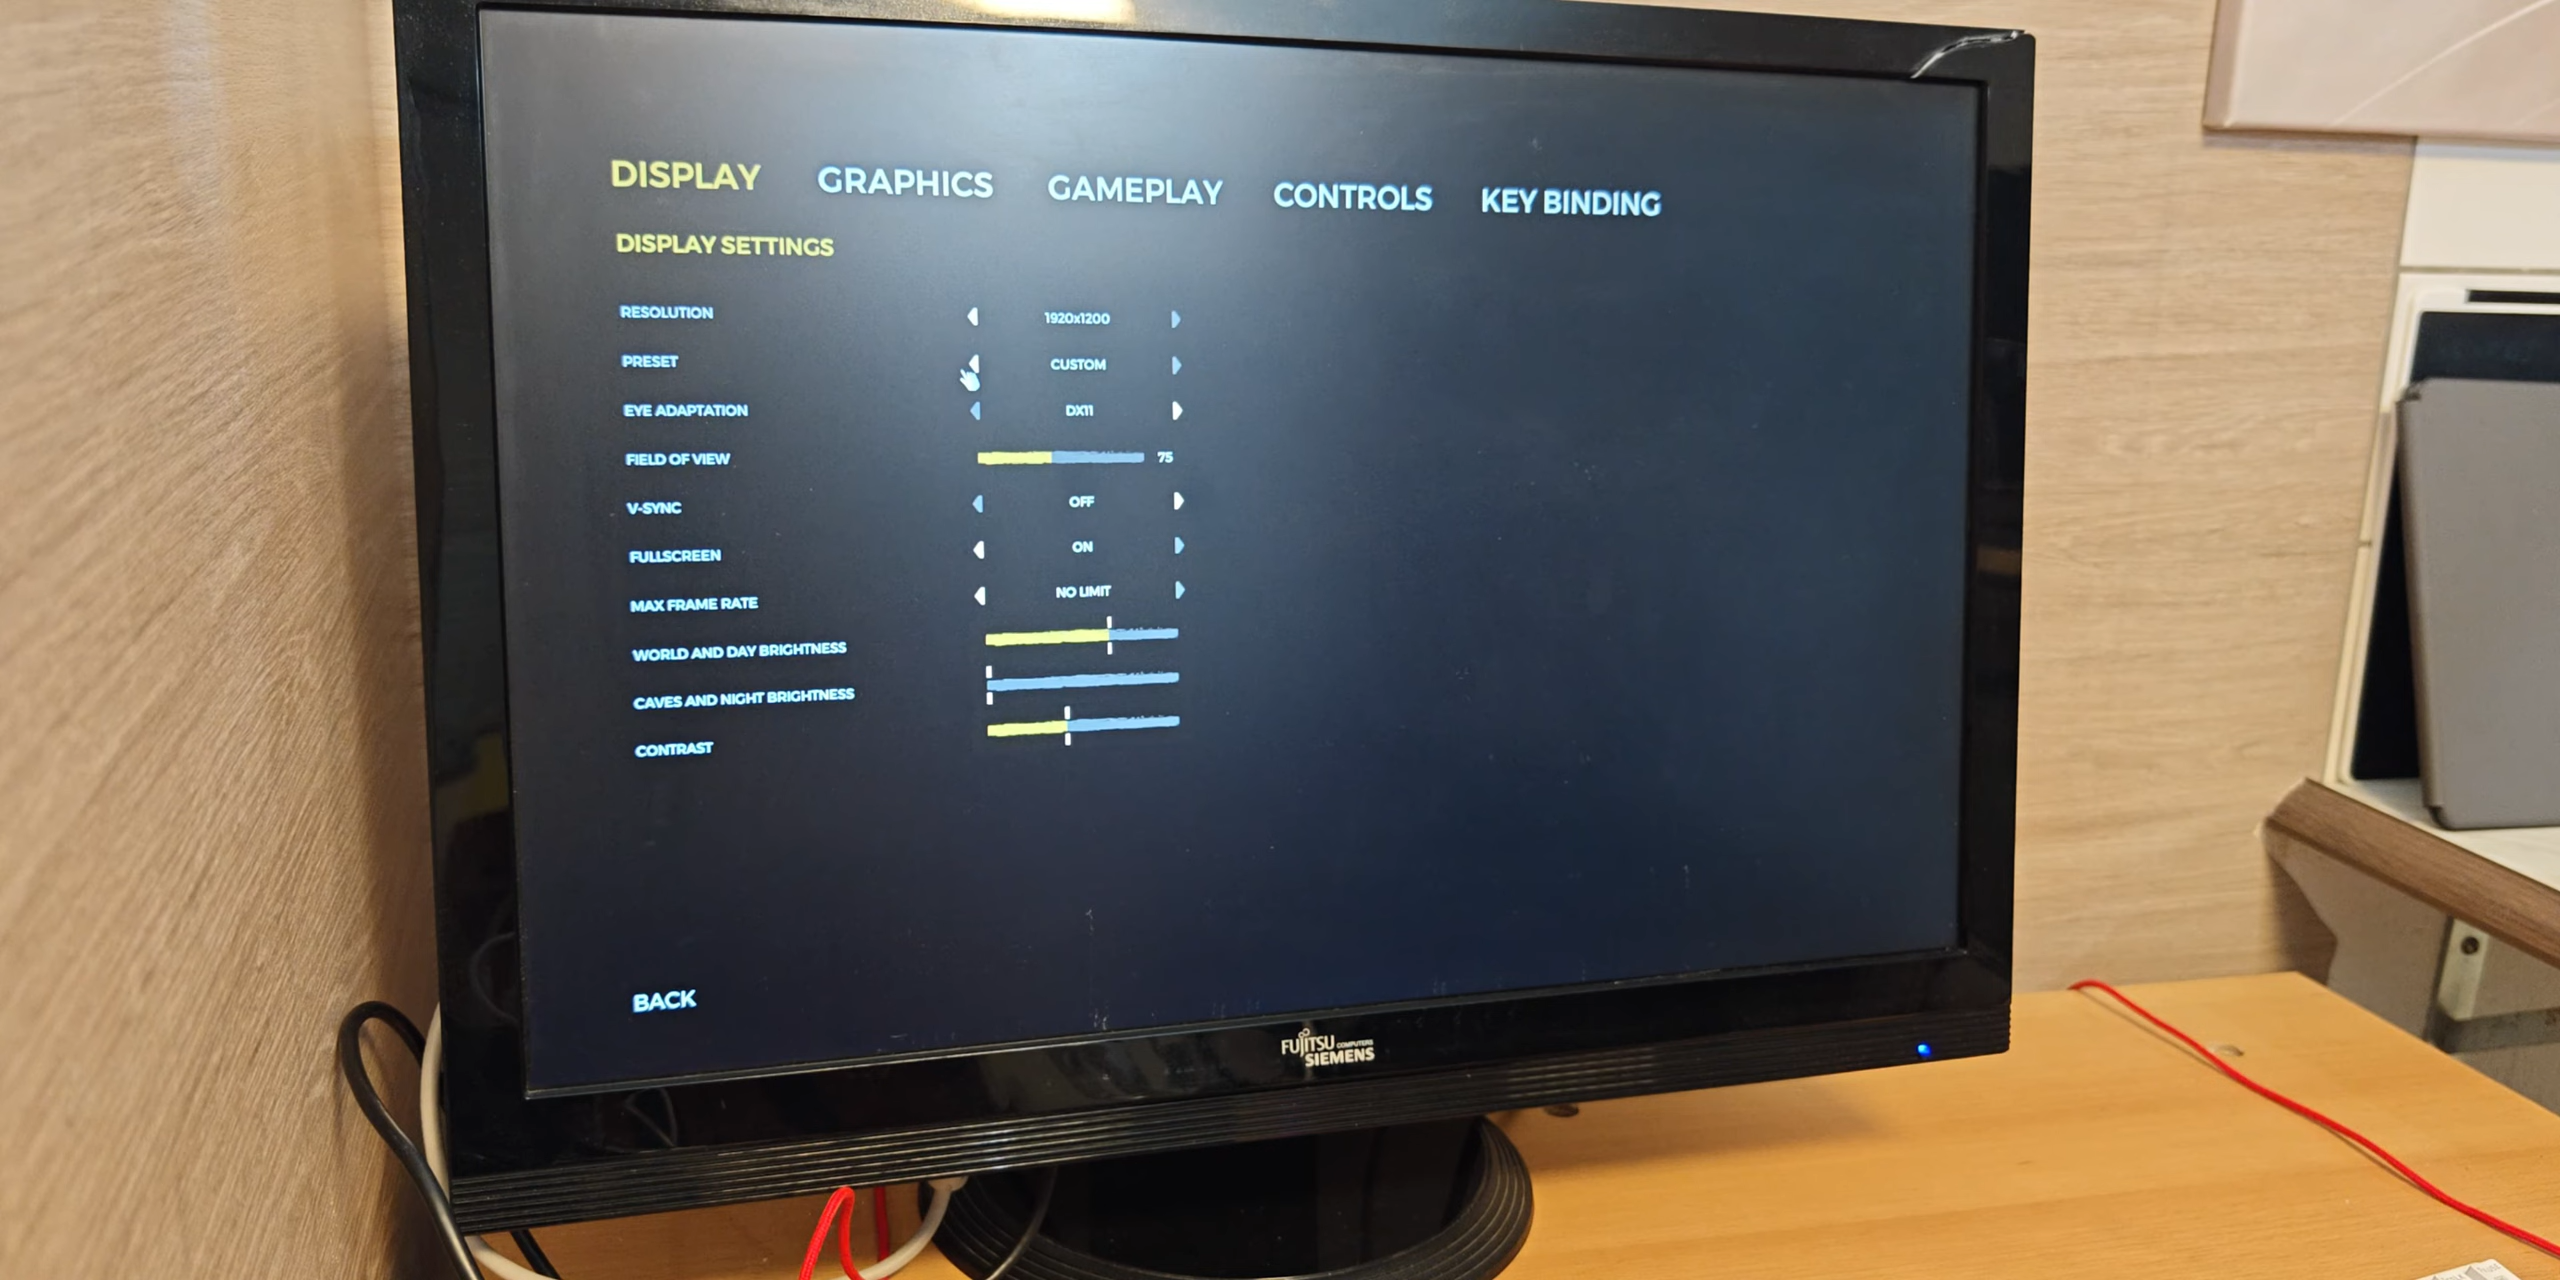 DISPLAY GRAPHICS GAMEPLAY CONTROLS KEY BINDING
DISPLAY SETTINGS
RESOLUTION 1920x1200
PRESET CUSTOM
EYE ADAPTATION DX11
FIELD OF VIEW 75
V-SYNC OFF
FULLSCREEN ON
MAX FRAME RATE NO LIMIT
WORLD AND DAY BRIGHTNESS
CAVES AND NIGHT BRIGHTNESS
CONTRAST
BACK
FUJITSU COMPUTERS
SIEMENS